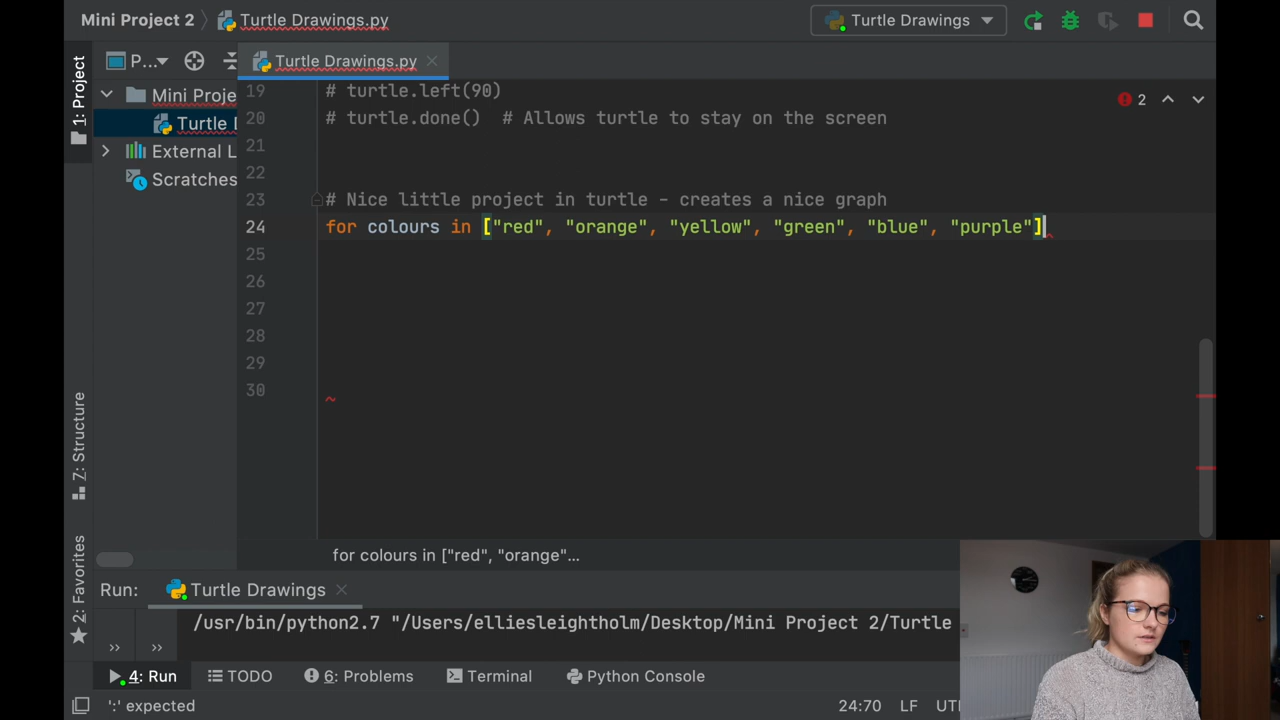 Mini Project 2 Turtle Drawings.py Turtle Drawings
1: Project P... Turtle Drawings.py
Mini Proje
Turtle D
External L
Scratches
19 # turtle.left(90)
20 # turtle.done()  # Allows turtle to stay on the screen
21
22
23 # Nice little project in turtle - creates a nice graph
24 for colours in ["red", "orange", "yellow", "green", "blue", "purple"]
25
26
27
28
29
30
2
Z: Structure
2: Favorites
for colours in ["red", "orange"...
Run: Turtle Drawings
/usr/bin/python2.7 "/Users/elliesleightholm/Desktop/Mini Project 2/Turtle
4: Run TODO 6: Problems Terminal Python Console
':' expected 24:70 LF UT